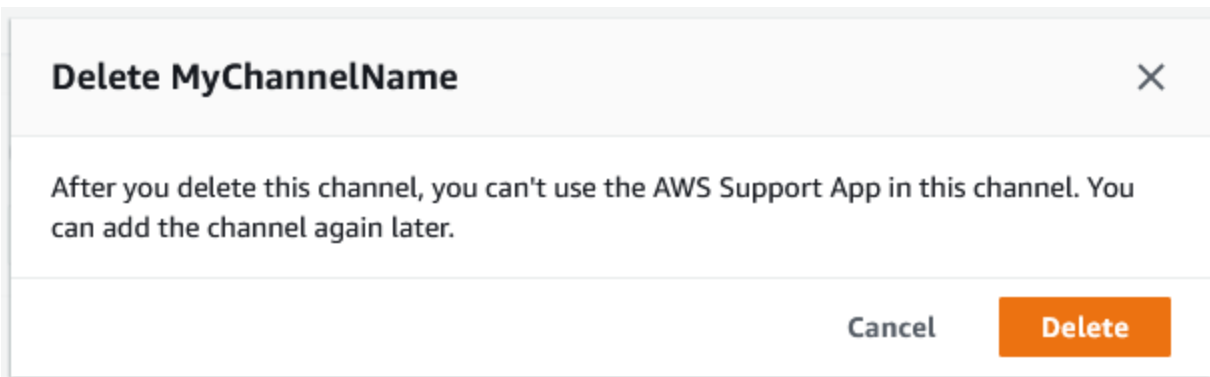 Delete MyChannelName
After you delete this channel, you can't use the AWS Support App in this channel. You
can add the channel again later.
Cancel
Delete